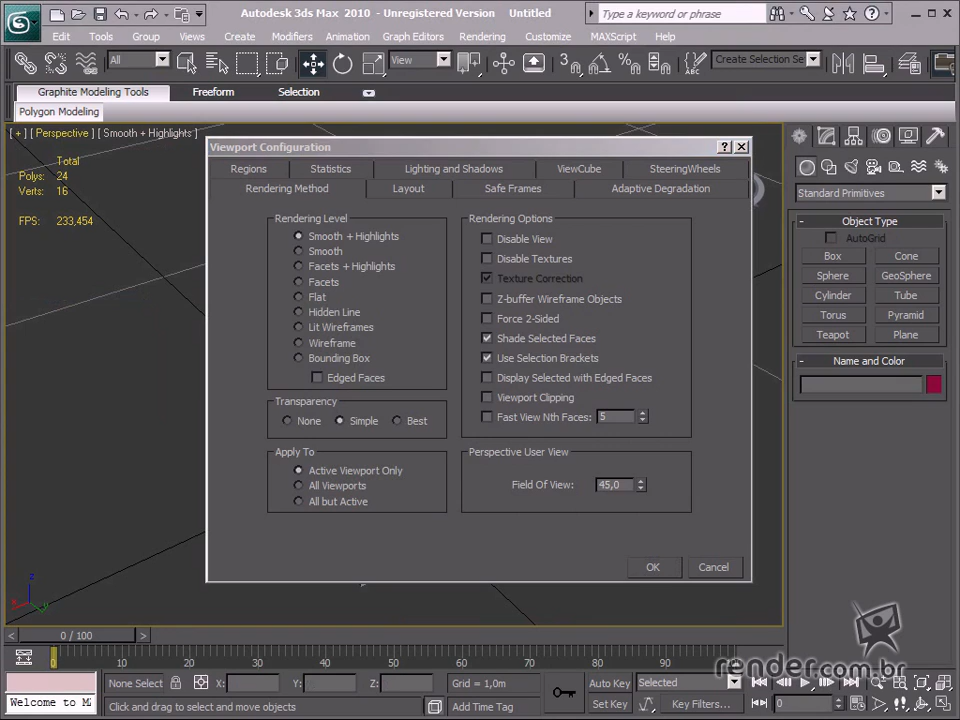 Autodesk 3ds Max 2010 - Unregistered Version Untitled
Type a keyword or phrase
Edit Tools Group Views Create Modifiers Animation Graph Editors Rendering Customize MAXScript Help
All View Create Selection Se
Graphite Modeling Tools Freeform Selection
Polygon Modeling
[ + ] [ Perspective ] [ Smooth + Highlights ]
Total
Polys: 24
Verts: 16
FPS: 233,454
Viewport Configuration
Regions Statistics Lighting and Shadows ViewCube SteeringWheels
Rendering Method Layout Safe Frames Adaptive Degradation
Rendering Level
Smooth + Highlights
Smooth
Facets + Highlights
Facets
Flat
Hidden Line
Lit Wireframes
Wireframe
Bounding Box
Edged Faces
Transparency
None Simple Best
Apply To
Active Viewport Only
All Viewports
All but Active
Rendering Options
Disable View
Disable Textures
Texture Correction
Z-buffer Wireframe Objects
Force 2-Sided
Shade Selected Faces
Use Selection Brackets
Display Selected with Edged Faces
Viewport Clipping
Fast View Nth Faces: 5
Perspective User View
Field Of View: 45,0
OK Cancel
Standard Primitives
- Object Type
AutoGrid
Box Cone
Sphere GeoSphere
Cylinder Tube
Torus Pyramid
Teapot Plane
- Name and Color
z
x y
< 0 / 100 >
0 10 20 30 40 50 60 70 80 90
render.com.br
None Selected X: Y: Z: Grid = 1,0m Auto Key Selected
Welcome to MA Click and drag to select and move objects Add Time Tag Set Key Key Filters... 0